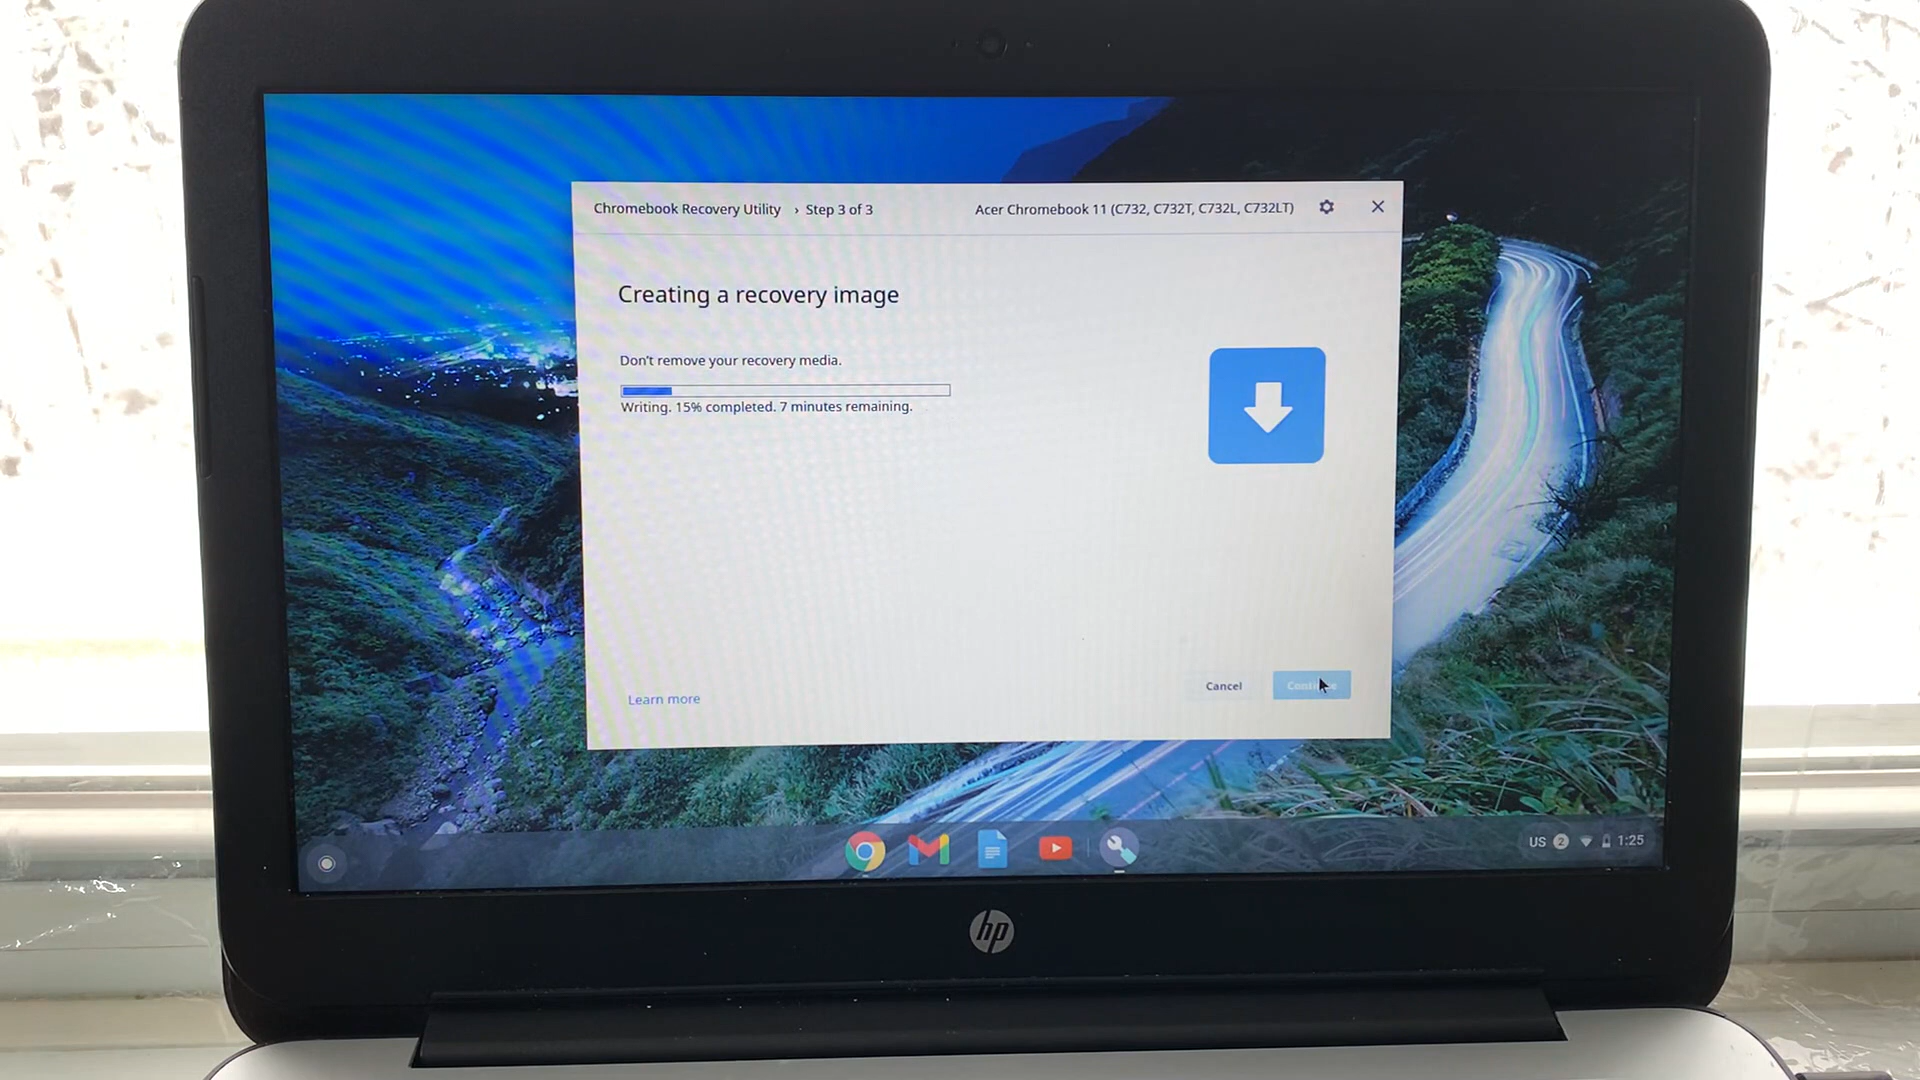 Chromebook Recovery Utility › Step 3 of 3
Acer Chromebook 11 (C732, C732T, C732L, C732LT)
Creating a recovery image
Don't remove your recovery media.
Writing. 15% completed. 7 minutes remaining.
Learn more
Cancel
US 2 1:25
hp